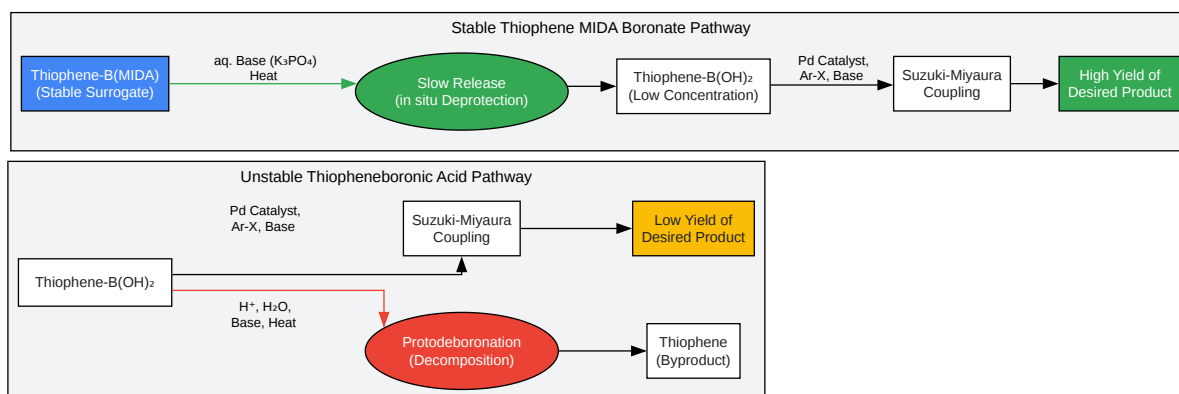 Stable Thiophene MIDA Boronate Pathway
Thiophene-B(MIDA)
(Stable Surrogate)
aq. Base (K₃PO₄)
Heat
Slow Release
(in situ Deprotection)
Thiophene-B(OH)₂
(Low Concentration)
Pd Catalyst,
Ar-X, Base
Suzuki-Miyaura
Coupling
High Yield of
Desired Product
Unstable Thiopheneboronic Acid Pathway
Thiophene-B(OH)₂
Pd Catalyst,
Ar-X, Base
Suzuki-Miyaura
Coupling
Low Yield of
Desired Product
H⁺, H₂O,
Base, Heat
Protodeboronation
(Decomposition)
Thiophene
(Byproduct)